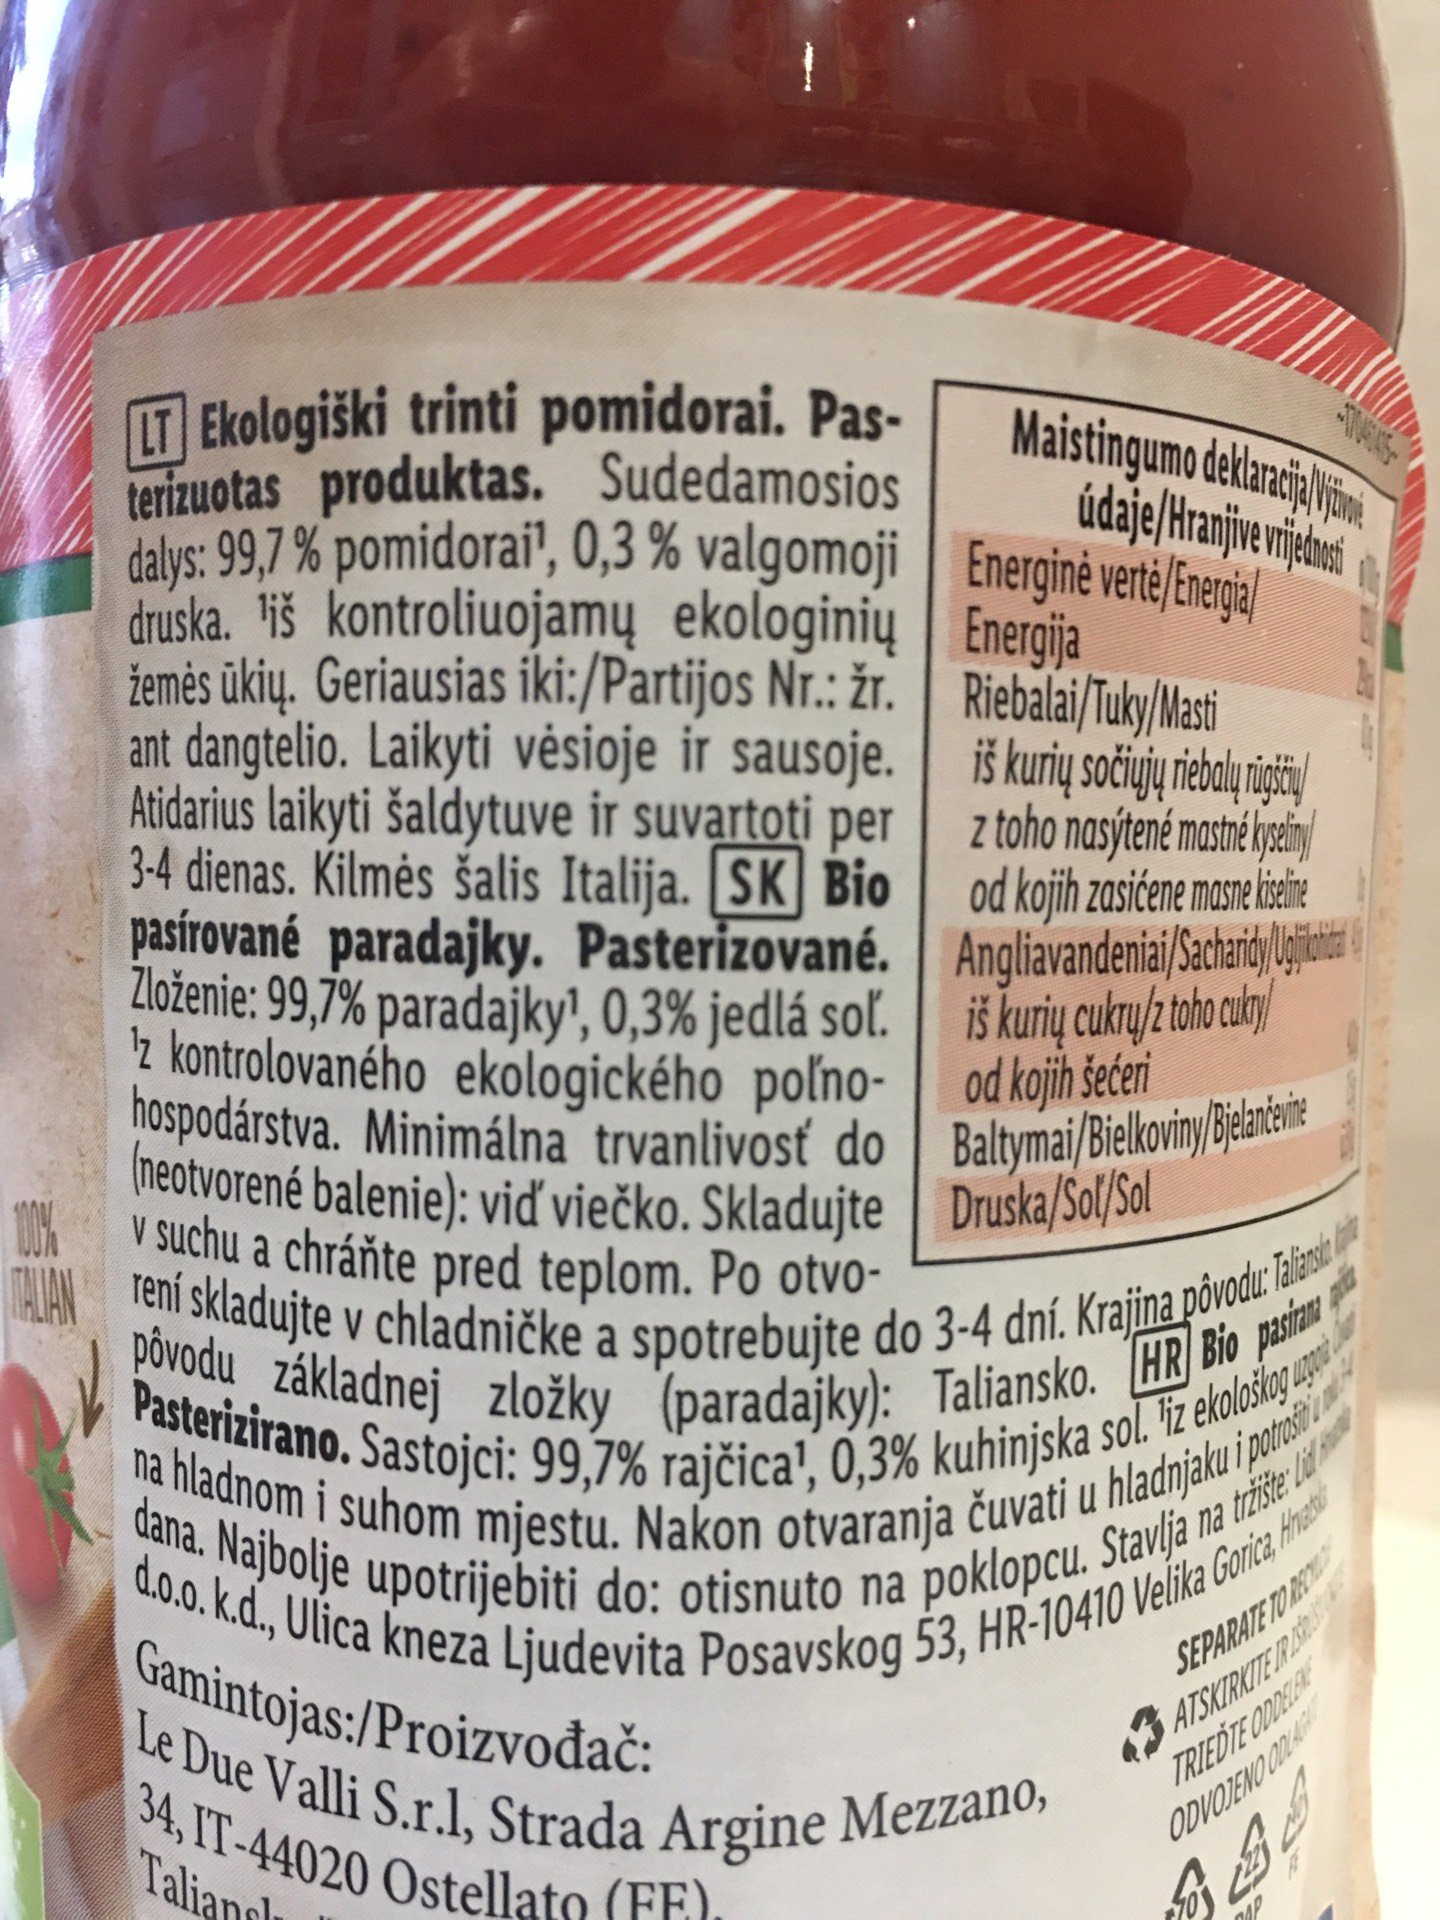 LT Ekologiški trinti pomidorai. Pas-
terizuotas produktas. Sudedamosios
dalys: 99,7 % pomidorai¹, 0,3 % valgomoji
druska. ¹iš kontroliuojamų ekologinių
žemės ūkių. Geriausias iki:/Partijos Nr.: žr.
ant dangtelio. Laikyti vėsioje ir sausoje.
Atidarius laikyti šaldytuve ir suvartoti per
3-4 dienas. Kilmės šalis Italija. SK Bio
pasírované paradajky. Pasterizované.
Zloženie: 99,7% paradajky¹, 0,3% jedlá soľ.
¹z kontrolovaného ekologického poľno-
hospodárstva. Minimálna trvanlivosť do
(neotvorené balenie): viď viečko. Skladujte
v suchu a chráňte pred teplom. Po otvo-
rení skladujte v chladničke a spotrebujte do 3-4 dní. Krajina pôvodu: Taliansko. Krajina
pôvodu základnej zložky (paradajky): Taliansko. HR Bio pasirana rajčica.
Pasterizirano. Sastojci: 99,7% rajčica¹, 0,3% kuhinjska sol. ¹iz ekološkog uzgoja. Čuvati
na hladnom i suhom mjestu. Nakon otvaranja čuvati u hladnjaku i potrošiti u roku 3-4
dana. Najbolje upotrijebiti do: otisnuto na poklopcu. Stavlja na tržište: Lidl Hrvatska
d.o.o. k.d., Ulica kneza Ljudevita Posavskog 53, HR-10410 Velika Gorica, Hrvatska
Gamintojas:/Proizvođač:
Le Due Valli S.r.l, Strada Argine Mezzano,
34, IT-44020 Ostellato (FE),
Maistingumo deklaracija/Výživové
údaje/Hranjive vrijednosti
Energinė vertė/Energia/
Energija
Riebalai/Tuky/Masti
iš kurių sočiųjų riebalų rūgščių/
z toho nasýtené mastné kyseliny/
od kojih zasićene masne kiseline
Angliavandeniai/Sacharidy/Ugljikohidrati
iš kurių cukrų/z toho cukry/
od kojih šećeri
Baltymai/Bielkoviny/Bjelančevine
Druska/Soľ/Sol
SEPARATE TO
ATSKIRKITE IR
TRIEĎTE ODDELENE
ODVOJENO
22
PAP
40
FE
70
100%
ITALIAN